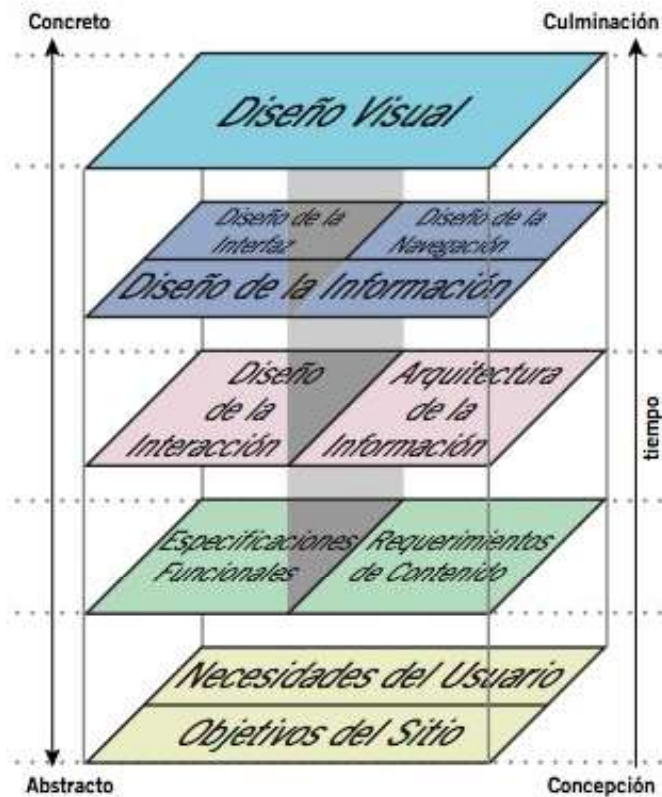 Concreto
Culminación
Diseño Visual
Diseño de la
Interfaz
Diseño de la
Navegación
Diseño de la Información
Diseño
de la
Interacción
Arquitectura
de la
Información
tiempo
Especificaciones
Funcionales
Requerimientos
de Contenido
Necesidades del Usuario
Objetivos del Sitio
Abstracto
Concepción